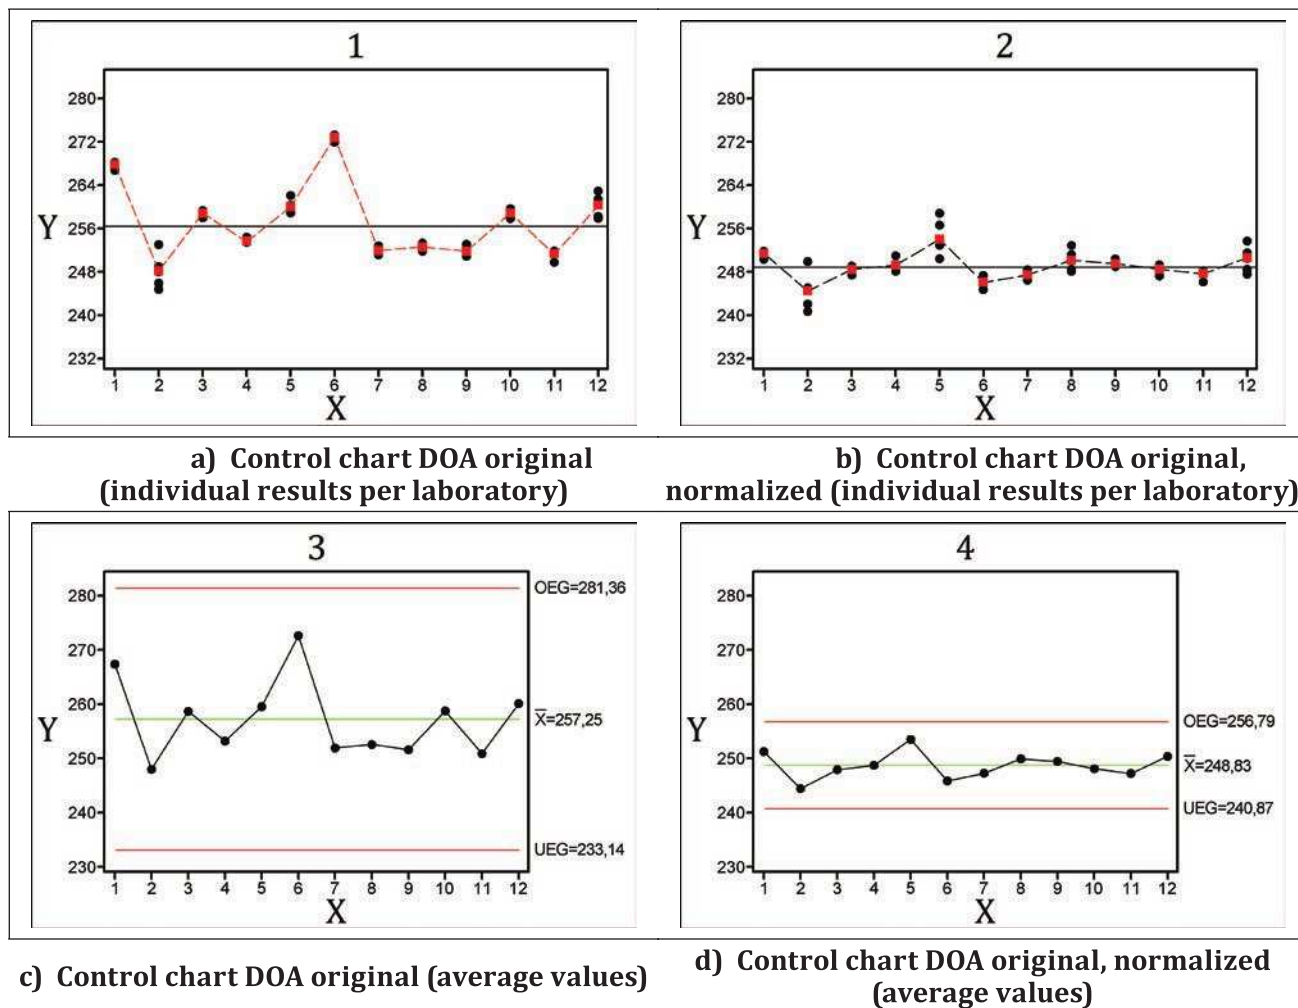 1
280
272
264
256
248
240
232
Y
1 2 3 4 5 6 7 8 9 10 11 12
X
2
280
272
264
256
248
240
232
Y
1 2 3 4 5 6 7 8 9 10 11 12
X
a) Control chart DOA original
(individual results per laboratory)
b) Control chart DOA original,
normalized (individual results per laboratory)
3
280
270
260
250
240
230
Y
OEG=281,36
X̅=257,25
UEG=233,14
1 2 3 4 5 6 7 8 9 10 11 12
X
4
280
270
260
250
240
230
Y
OEG=256,79
X̅=248,83
UEG=240,87
1 2 3 4 5 6 7 8 9 10 11 12
X
c) Control chart DOA original (average values)
d) Control chart DOA original, normalized
(average values)